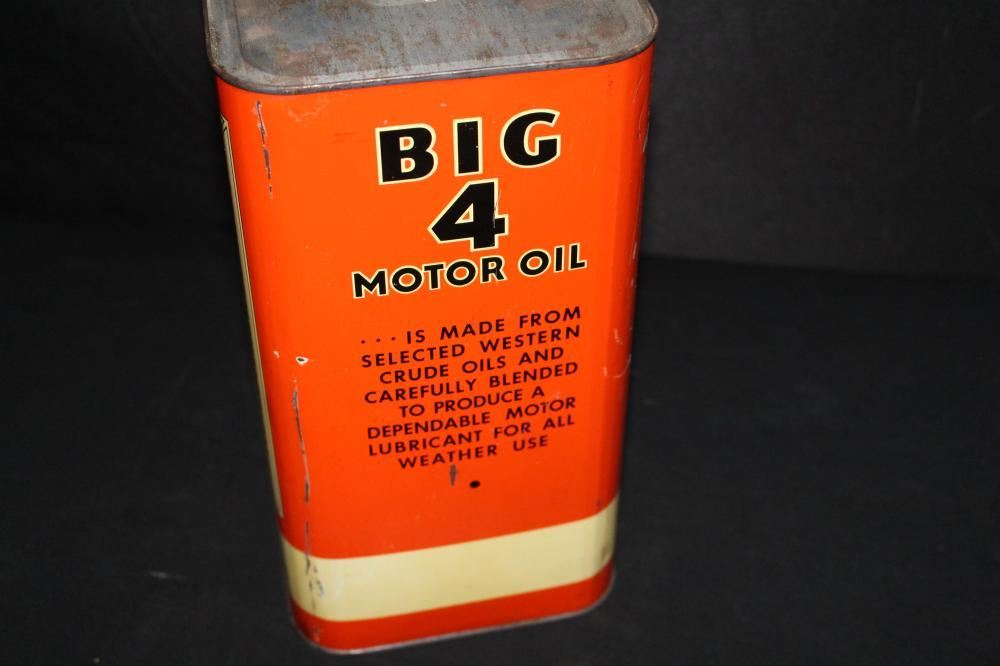 BIG
4
MOTOR OIL
...IS MADE FROM
SELECTED WESTERN
CRUDE OILS AND
CAREFULLY BLENDED
TO PRODUCE A
DEPENDABLE MOTOR
LUBRICANT FOR ALL
WEATHER USE